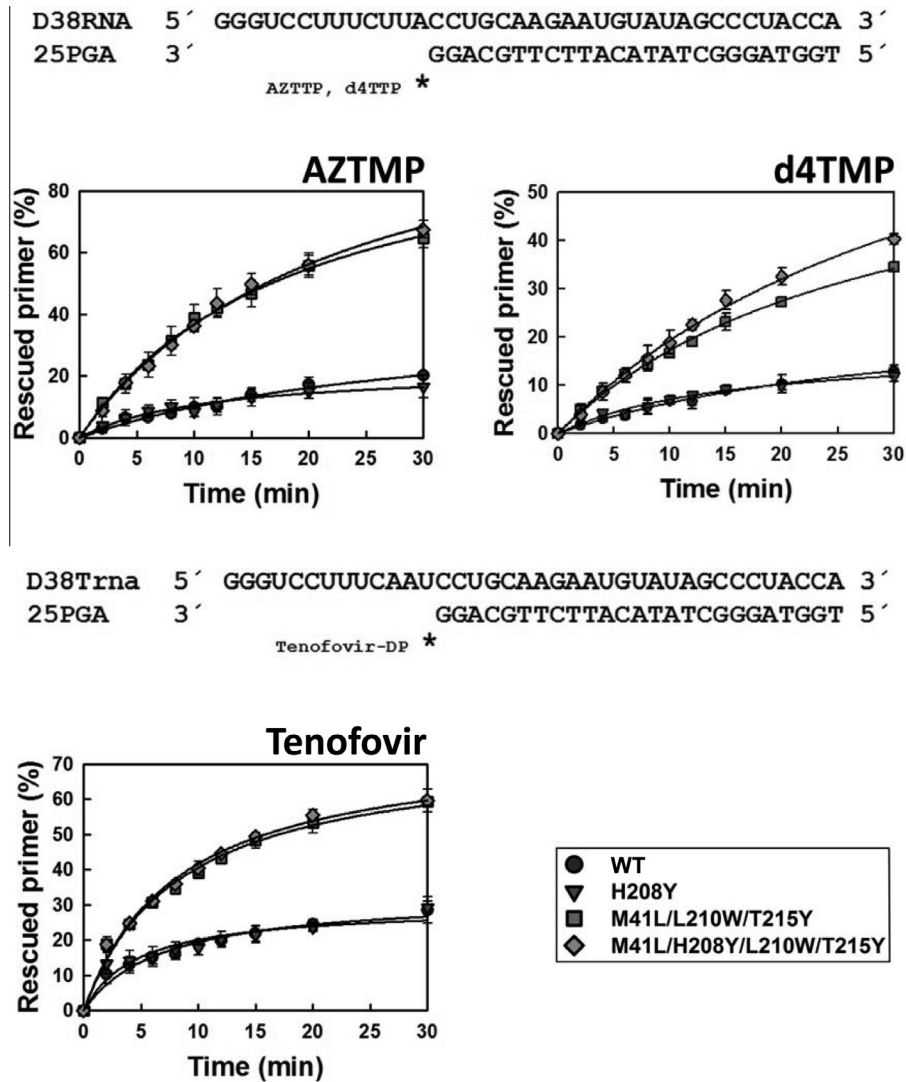 D38RNA 5´ GGGUCCUUUCUUACCUGCAAGAAUGUAUAGCCCUACCA 3´
25PGA 3´ GGACGTTCTTACATATCGGGATGGT 5´
AZTTP, d4TTP *
AZTMP
Rescued primer (%)
80
60
40
20
0
0 5 10 15 20 25 30
Time (min)
d4TMP
Rescued primer (%)
50
40
30
20
10
0
0 5 10 15 20 25 30
Time (min)
D38Trna 5´ GGGUCCUUUCAAUCCUGCAAGAAUGUAUAGCCCUACCA 3´
25PGA 3´ GGACGTTCTTACATATCGGGATGGT 5´
Tenofovir-DP *
Tenofovir
Rescued primer (%)
70
60
50
40
30
20
10
0
0 5 10 15 20 25 30
Time (min)
WT
H208Y
M41L/L210W/T215Y
M41L/H208Y/L210W/T215Y